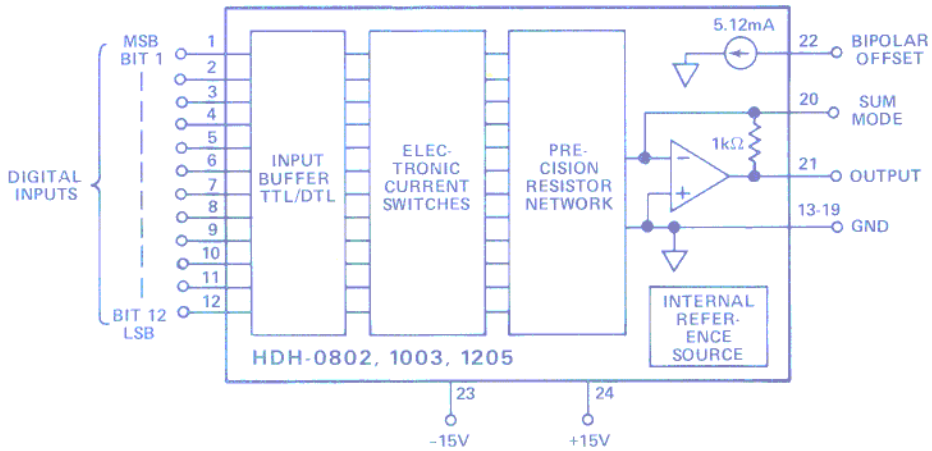 5.12mA
22
BIPOLAR
OFFSET
MSB
BIT 1
1
2
3
4
5
6
7
8
9
10
11
12
BIT 12
LSB
DIGITAL
INPUTS
INPUT
BUFFER
TTL/DTL
ELEC-
TRONIC
CURRENT
SWITCHES
PRE-
CISION
RESISTOR
NETWORK
20
SUM
MODE
1kΩ
−
+
21
OUTPUT
13-19
GND
INTERNAL
REFER-
ENCE
SOURCE
HDH-0802, 1003, 1205
23
-15V
24
+15V